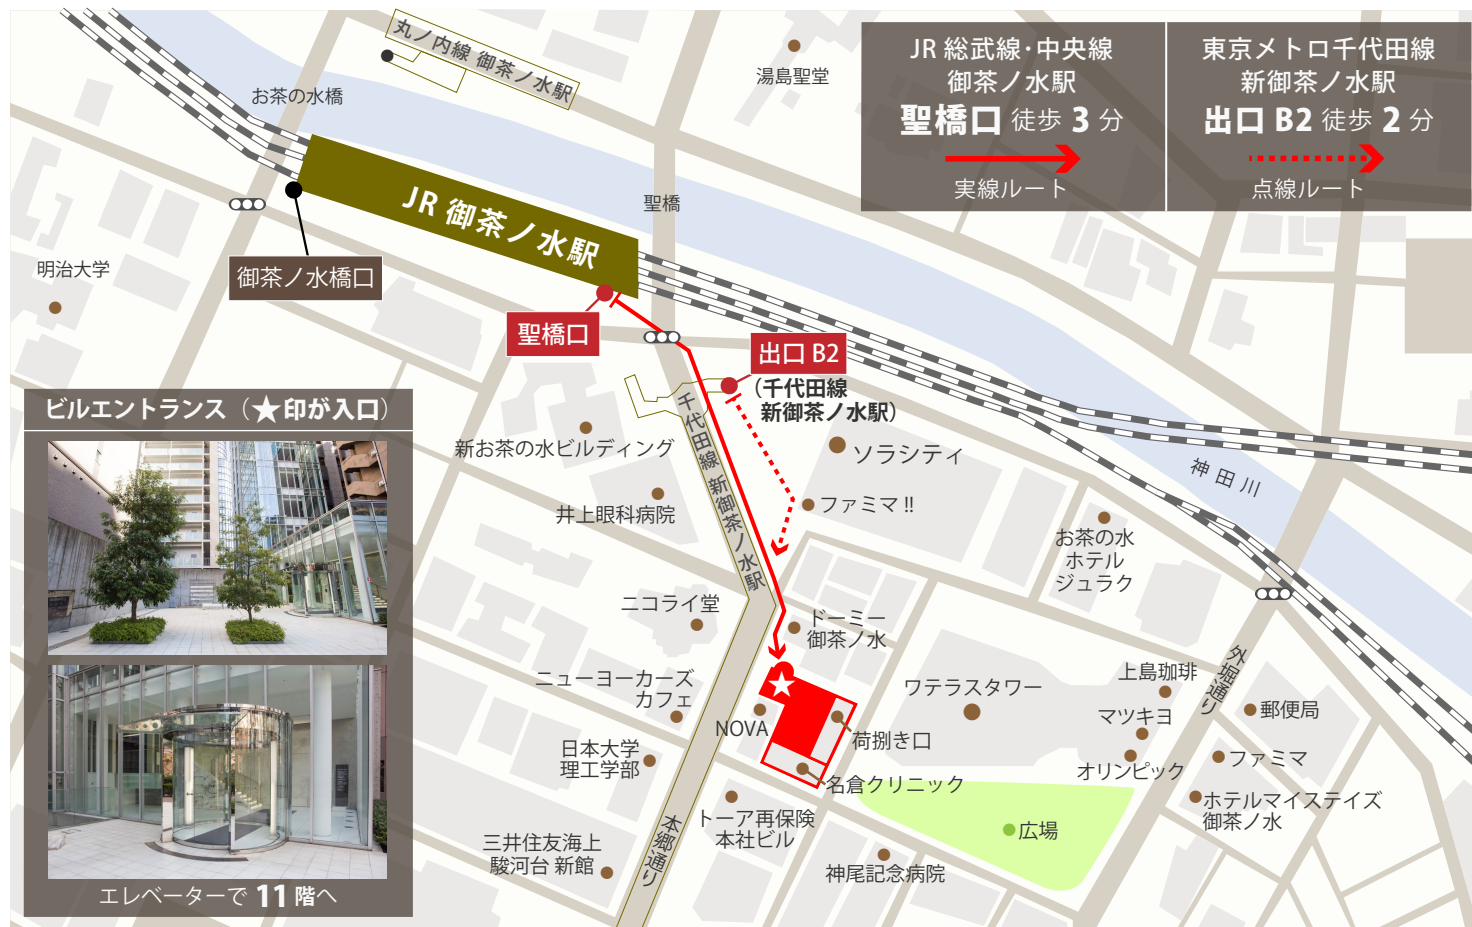 丸ノ内線 御茶ノ水駅
お茶の水橋
湯島聖堂
JR 総武線・中央線
御茶ノ水駅
聖橋口 徒歩 3 分
実線ルート
東京メトロ千代田線
新御茶ノ水駅
出口 B2 徒歩 2 分
点線ルート
JR 御茶ノ水駅
聖橋
明治大学
御茶ノ水橋口
聖橋口
出口 B2
（千代田線
新御茶ノ水駅）
ビルエントランス（★印が入口）
エレベーターで 11 階へ
千代田線 新御茶ノ水駅
新お茶の水ビルディング
ソラシティ
井上眼科病院
ファミマ !!
神田川
お茶の水
ホテル
ジュラク
ニコライ堂
ドーミー
御茶ノ水
ニューヨーカーズ
カフェ
ワテラスタワー
外堀通り
上島珈琲
マツキヨ
オリンピック
郵便局
ファミマ
ホテルマイステイズ
御茶ノ水
NOVA
荷捌き口
名倉クリニック
日本大学
理工学部
トーア再保険
本社ビル
本郷通り
三井住友海上
駿河台 新館
神尾記念病院
広場